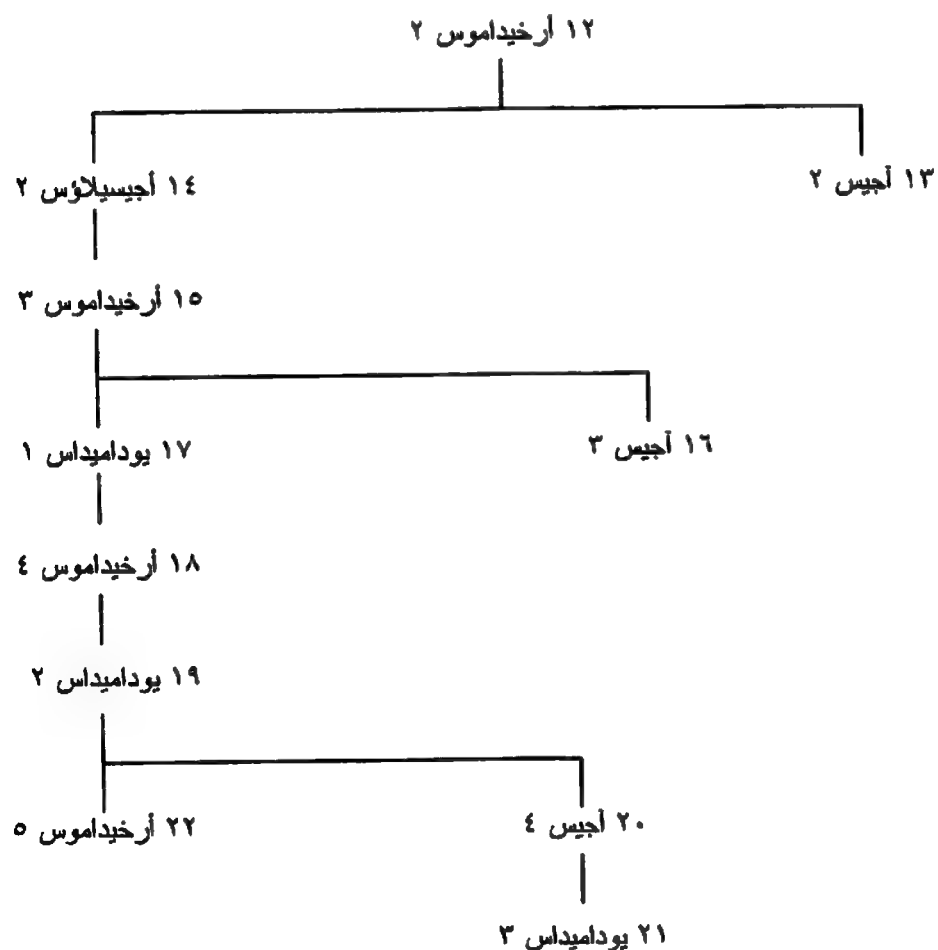 ١٢ أرخيداموس ٢
١٣ آجيس ٢
١٤ أجيسيلاؤس ٢
١٥ أرخيداموس ٣
١٦ آجيس ٣
١٧ يوداميداس ١
١٨ أرخيداموس ٤
١٩ يوداميداس ٢
٢٠ آجيس ٤
٢٢ أرخيداموس ٥
٢١ يوداميداس ٣